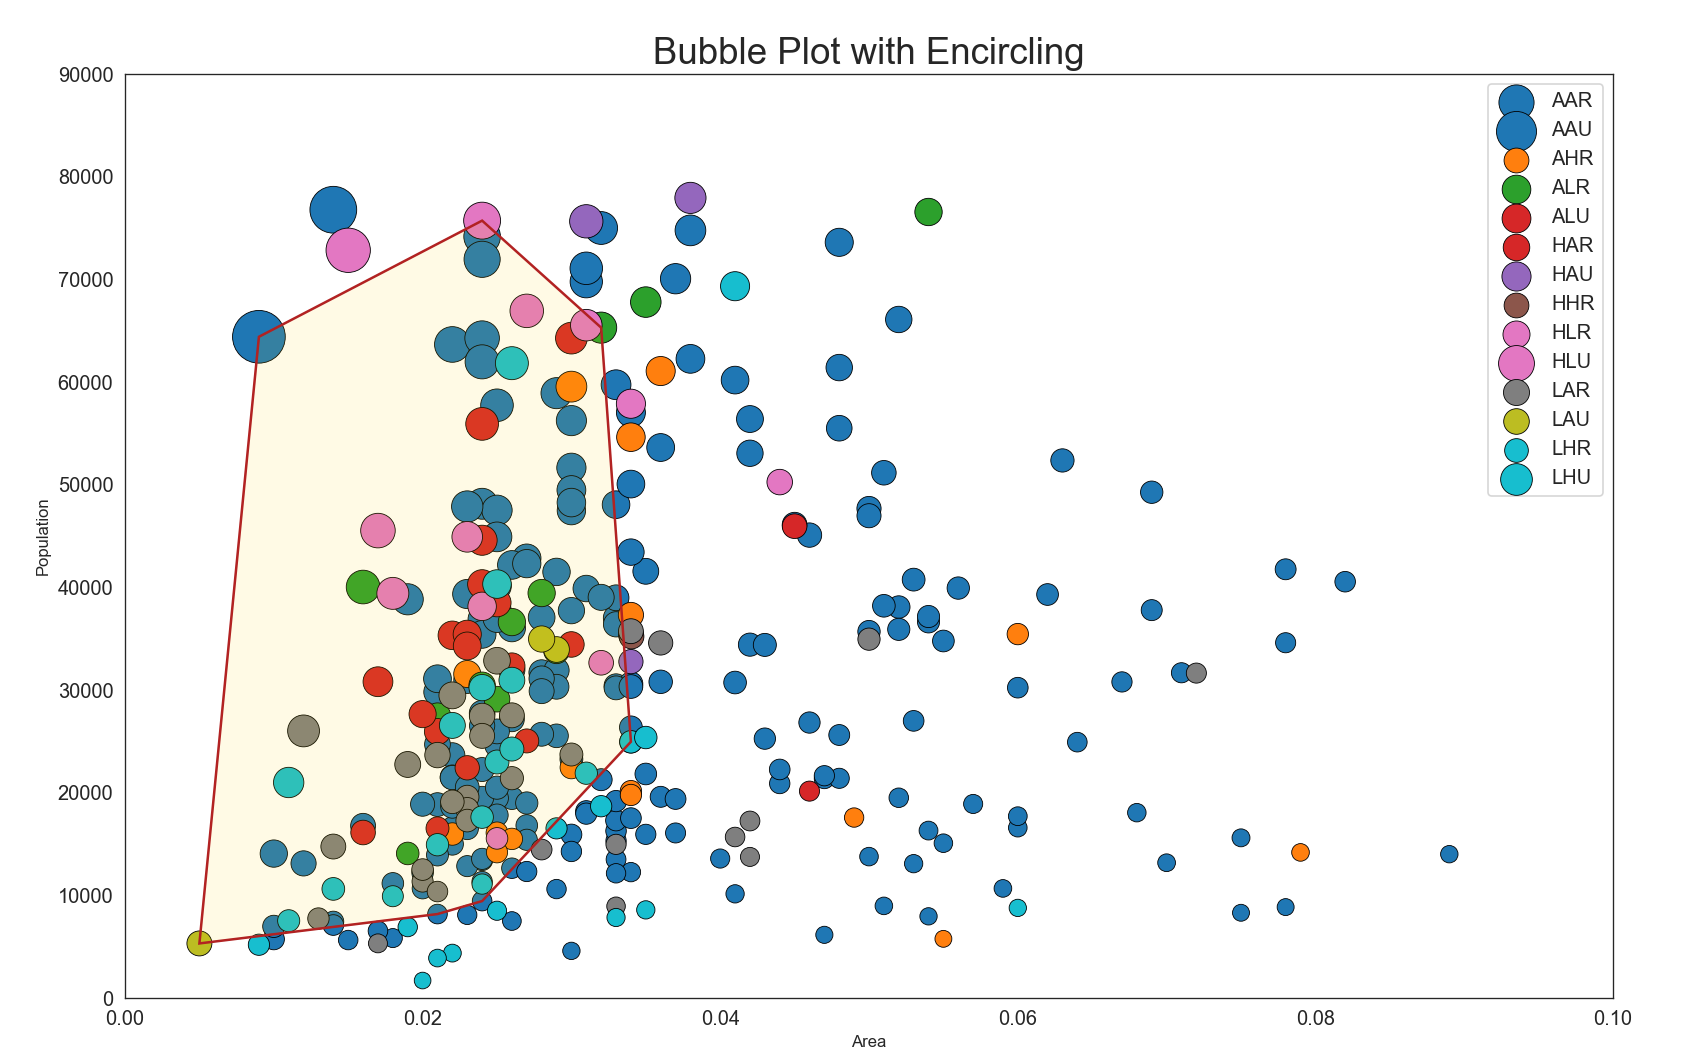 Bubble Plot with Encircling
90000
80000
70000
60000
50000
40000
30000
20000
10000
0
Population
0.00
0.02
0.04
0.06
0.08
0.10
Area
AAR
AAU
AHR
ALR
ALU
HAR
HAU
HHR
HLR
HLU
LAR
LAU
LHR
LHU